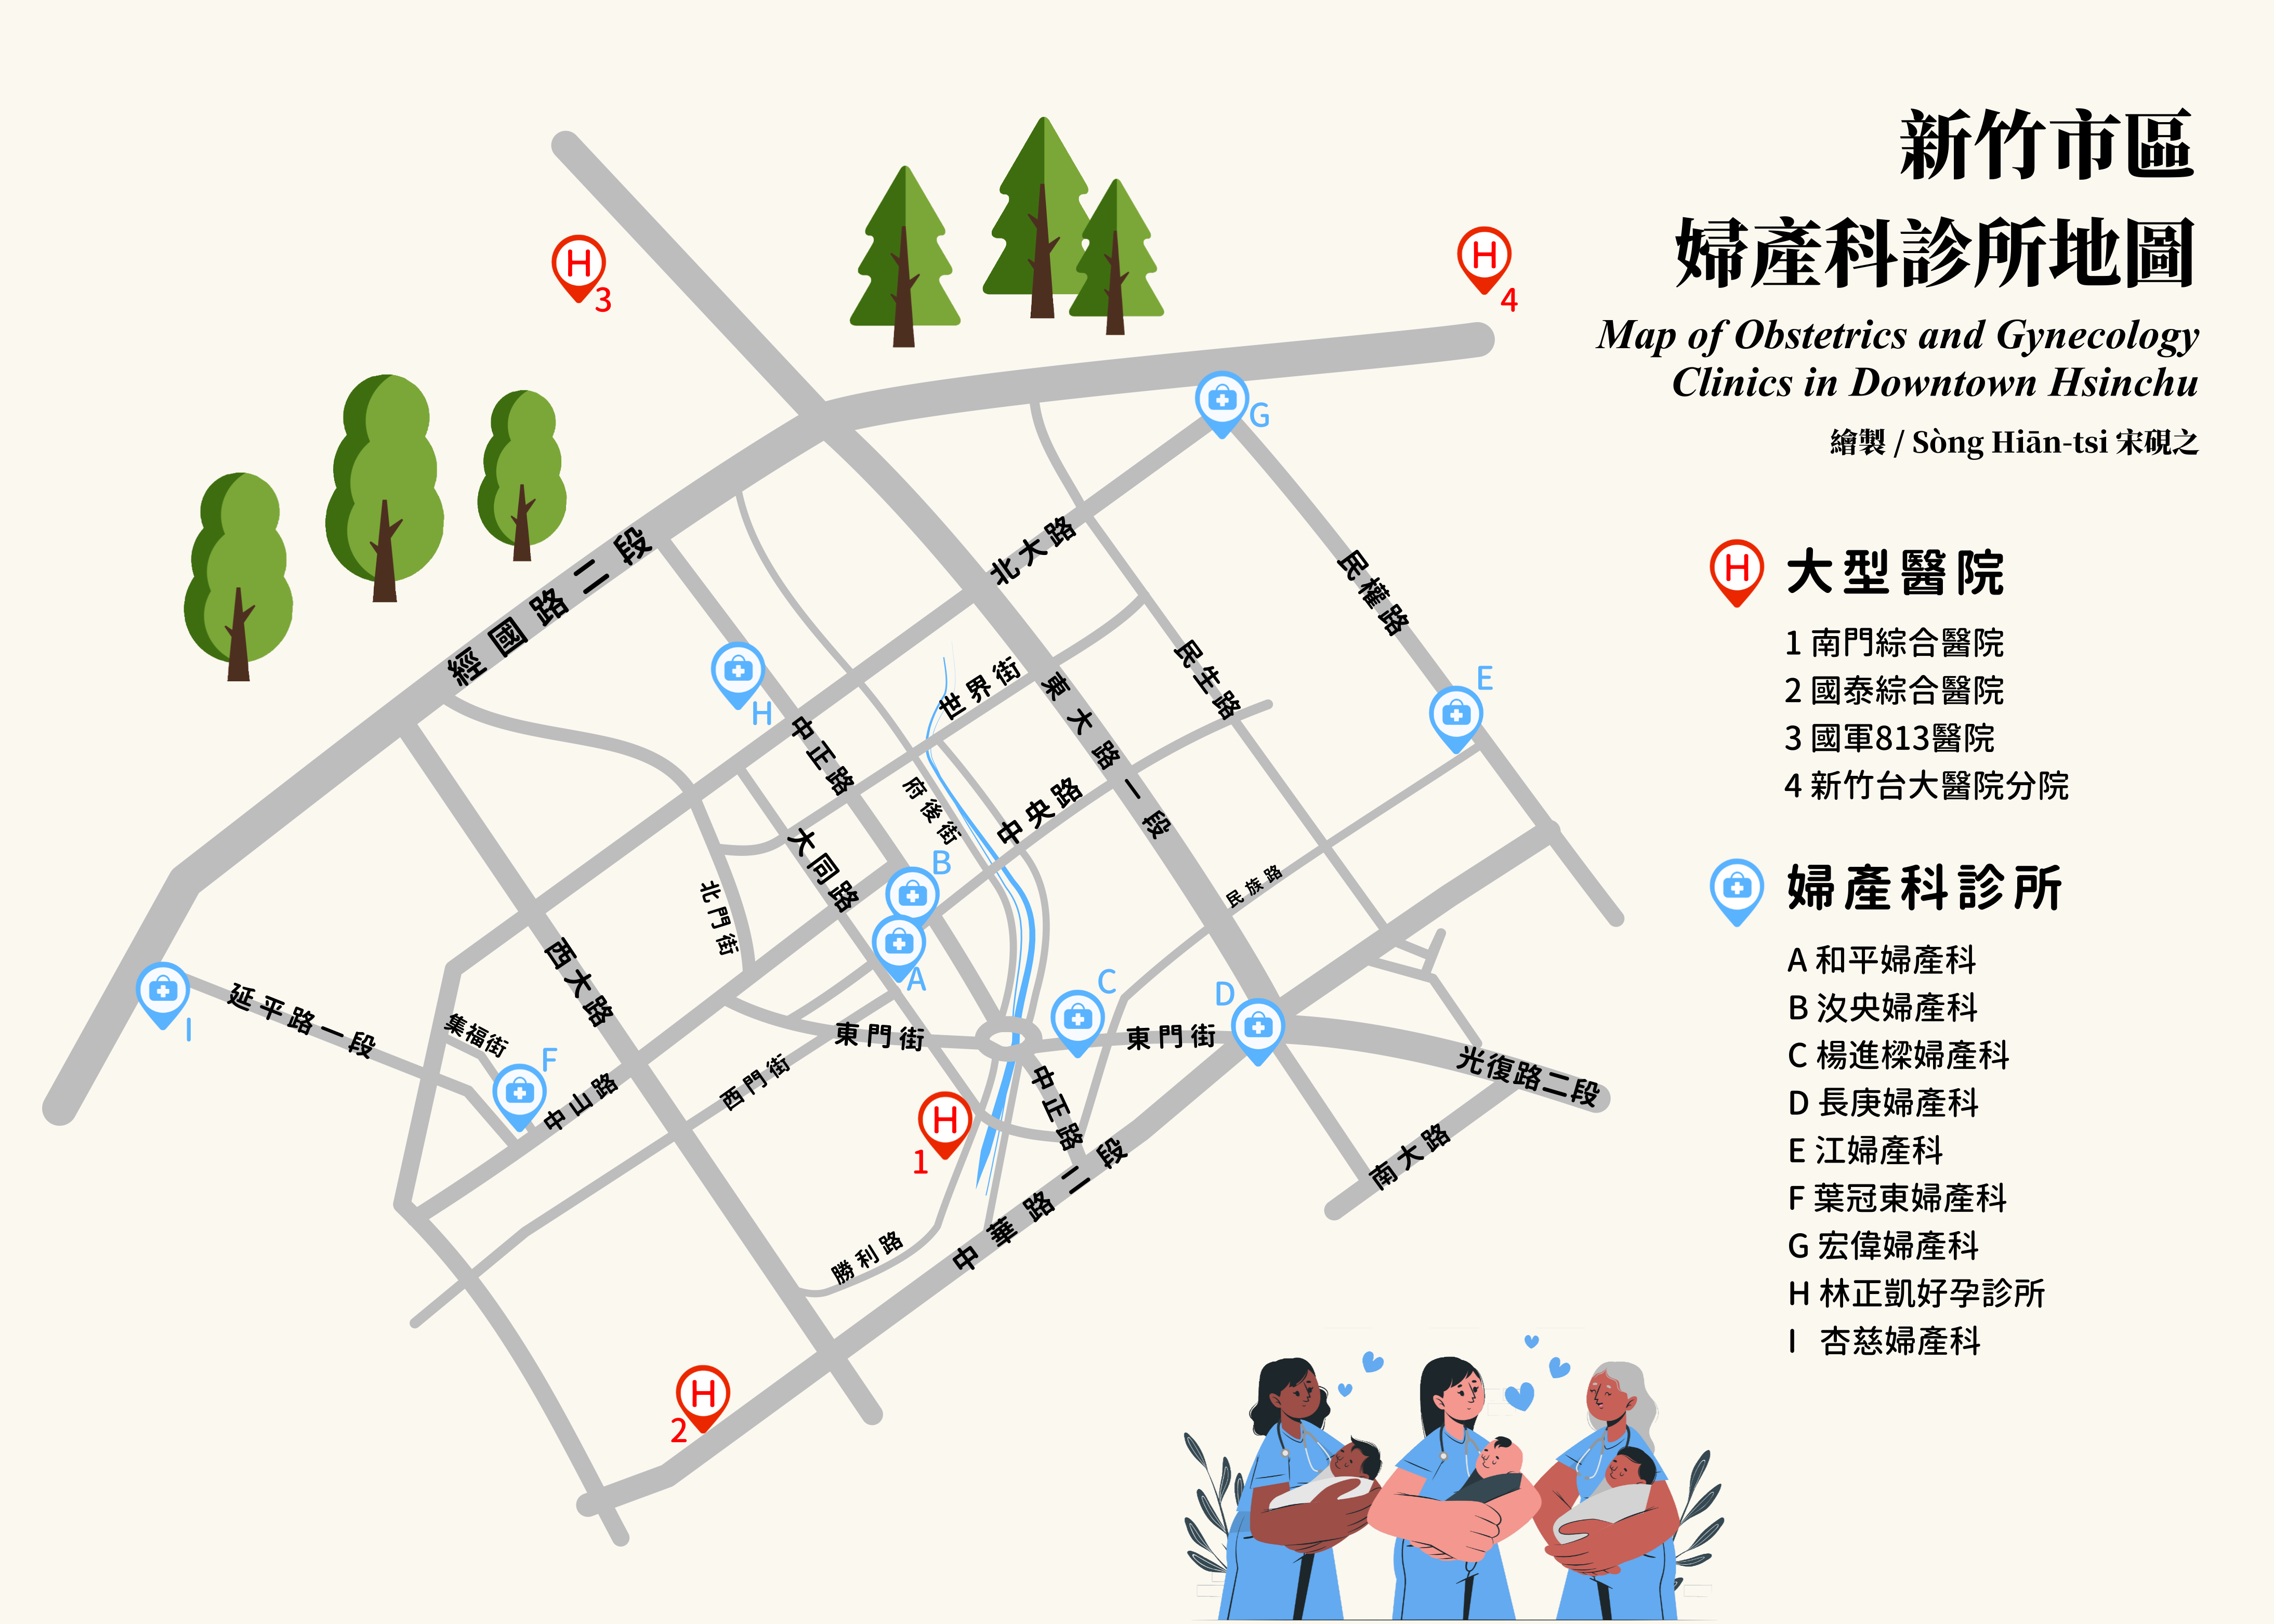 新竹市區
婦產科診所地圖
Map of Obstetrics and Gynecology
Clinics in Downtown Hsinchu
繪製 / Sòng Hiān-tsi 宋硯之
H 大型醫院
1 南門綜合醫院
2 國泰綜合醫院
3 國軍813醫院
4 新竹台大醫院分院
婦產科診所
A 和平婦產科
B 汝央婦產科
C 楊進樑婦產科
D 長庚婦產科
E 江婦產科
F 葉冠東婦產科
G 宏偉婦產科
H 林正凱好孕診所
I 杏慈婦產科
H 3
H 4
G
經國路二段
北大路
民權路
H
中正路
世界街
東大路一段
民生路
E
府後街
中央路
大同路
B
北門街
民族路
A
西大路
I
延平路一段
集福街
F
中山路
東門街
C
東門街
D
光復路二段
西門街
H 1
中正路
南大路
勝利路
中華路二段
H 2